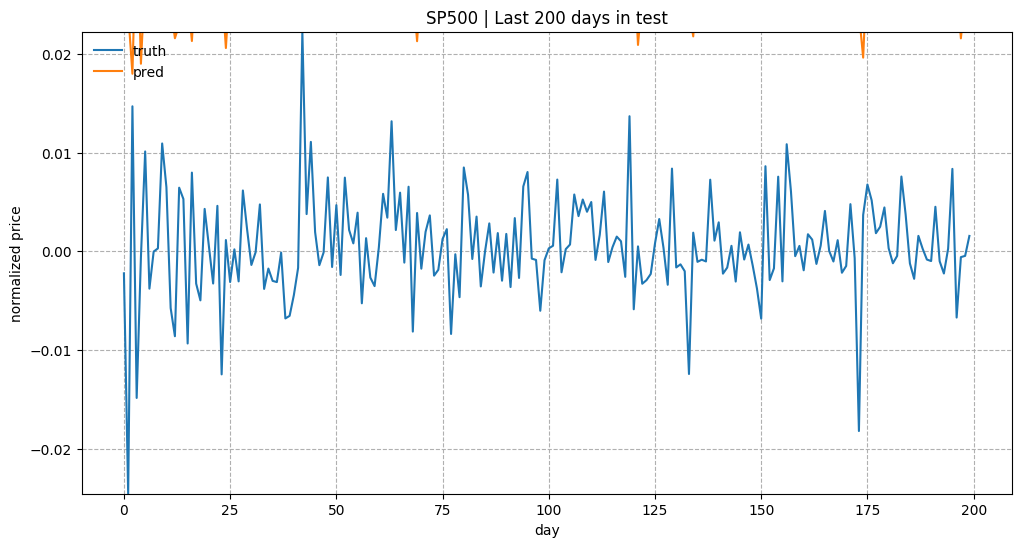 SP500 | Last 200 days in test
truth
pred
0.02
0.01
0.00
−0.01
−0.02
normalized price
0 25 50 75 100 125 150 175 200
day